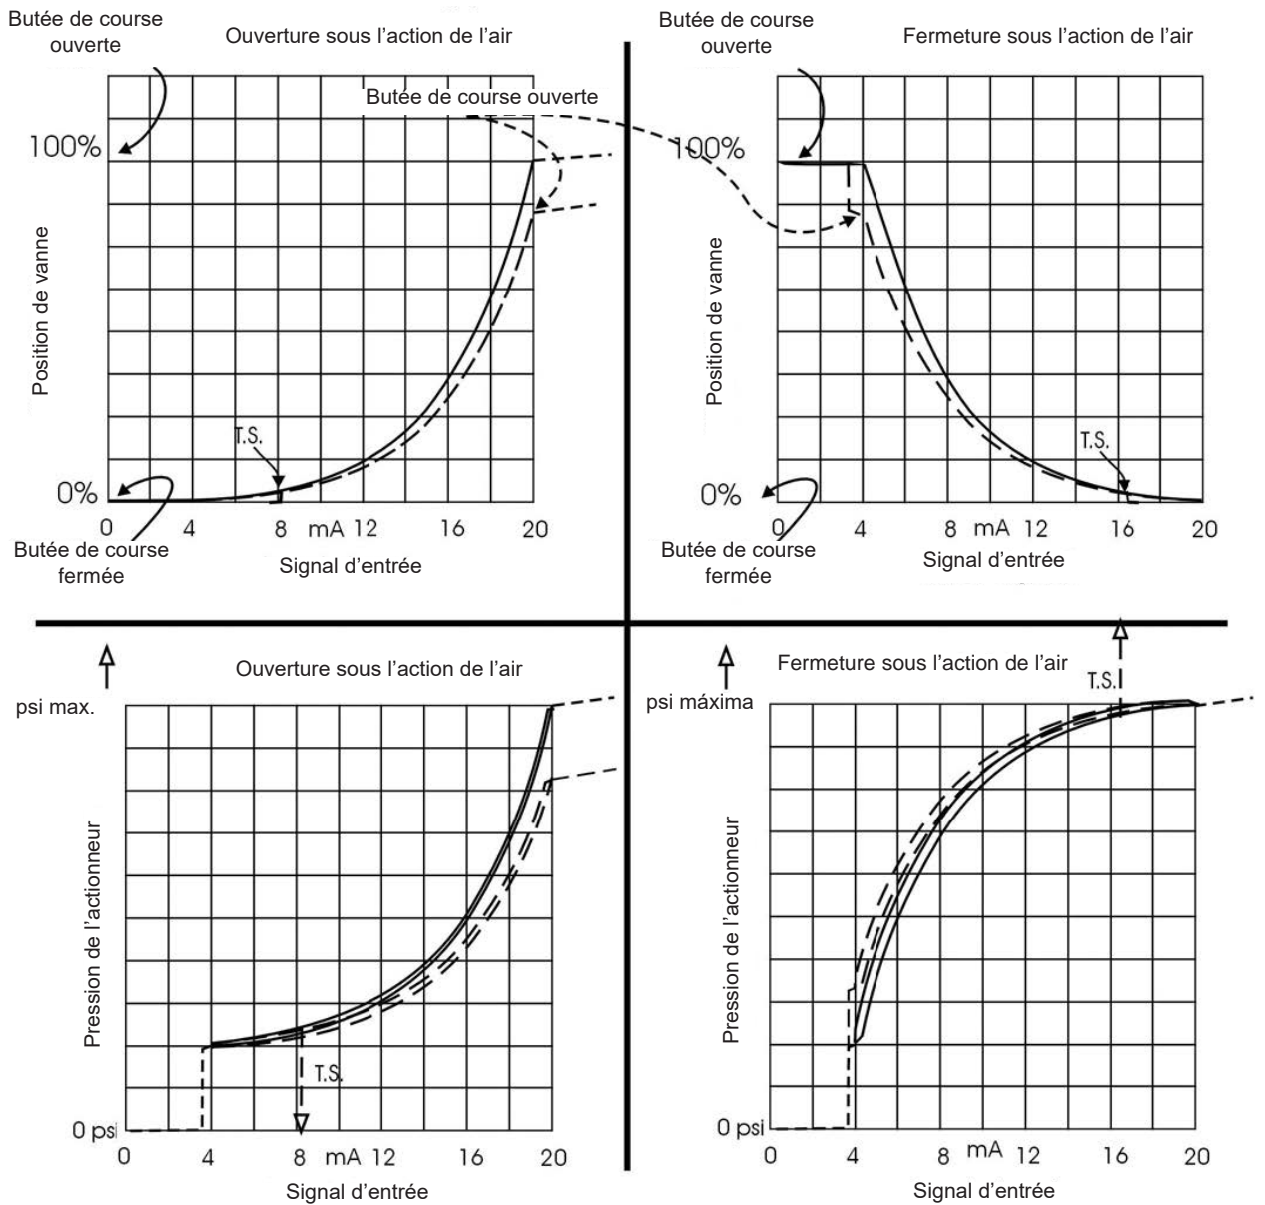 Butée de course
ouverte
Ouverture sous l'action de l'air
Butée de course ouverte
100%
Position de vanne
T.S.
0%
0 4 8 mA 12 16 20
Butée de course
fermée
Signal d'entrée
Butée de course
ouverte
Fermeture sous l'action de l'air
100%
Position de vanne
T.S.
0%
0 4 8 mA 12 16 20
Butée de course
fermée
Signal d'entrée
Ouverture sous l'action de l'air
psi max.
Pression de l'actionneur
T.S.
0 psi
0 4 8 mA 12 16 20
Signal d'entrée
Fermeture sous l'action de l'air
T.S.
psi máxima
Pression de l'actionneur
0 psi
0 4 8 mA 12 16 20
Signal d'entrée